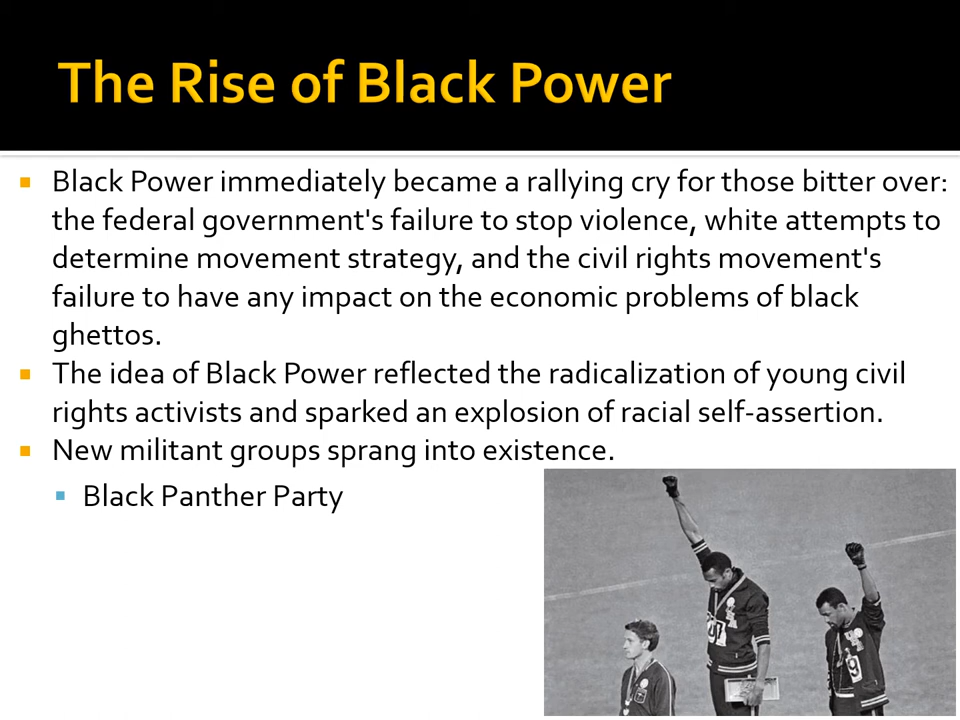 The Rise of Black Power
Black Power immediately became a rallying cry for those bitter over:
the federal government's failure to stop violence, white attempts to
determine movement strategy, and the civil rights movement's
failure to have any impact on the economic problems of black
ghettos.
The idea of Black Power reflected the radicalization of young civil
rights activists and sparked an explosion of racial self-assertion.
New militant groups sprang into existence.
Black Panther Party